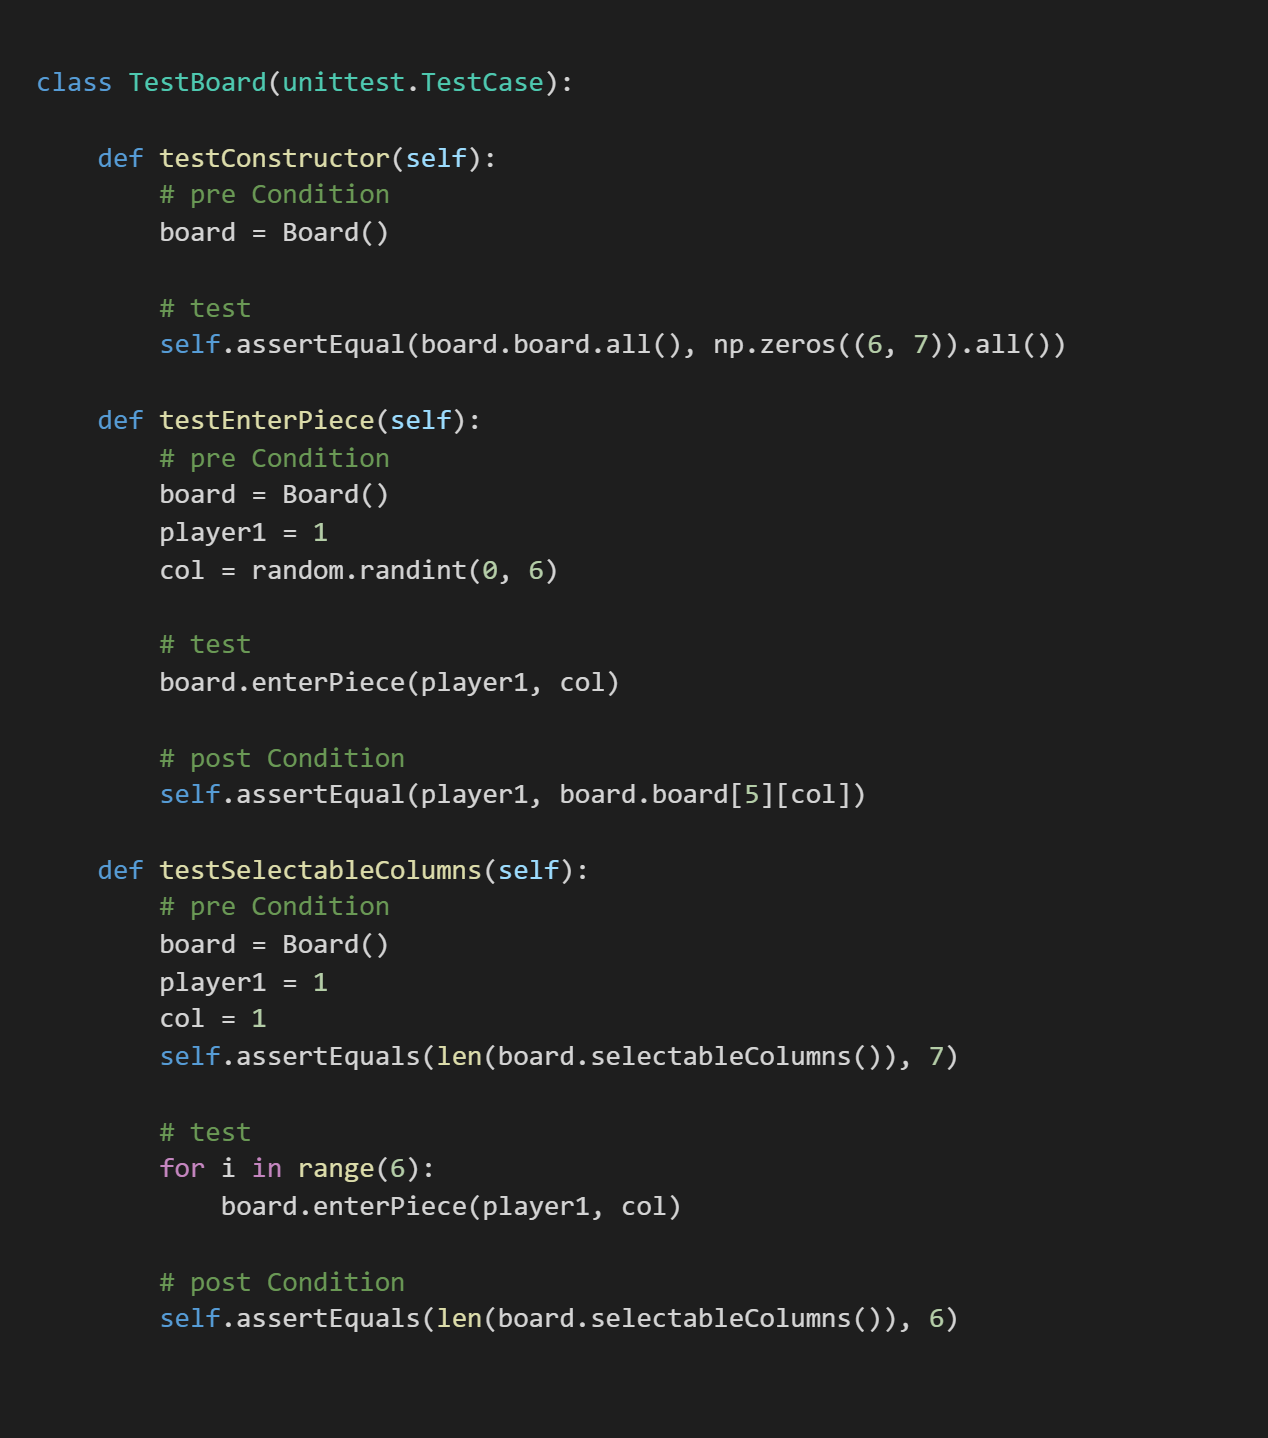 class TestBoard(unittest.TestCase):

    def testConstructor(self):
        # pre Condition
        board = Board()

        # test
        self.assertEqual(board.board.all(), np.zeros((6, 7)).all())

    def testEnterPiece(self):
        # pre Condition
        board = Board()
        player1 = 1
        col = random.randint(0, 6)

        # test
        board.enterPiece(player1, col)

        # post Condition
        self.assertEqual(player1, board.board[5][col])

    def testSelectableColumns(self):
        # pre Condition
        board = Board()
        player1 = 1
        col = 1
        self.assertEquals(len(board.selectableColumns()), 7)

        # test
        for i in range(6):
            board.enterPiece(player1, col)

        # post Condition
        self.assertEquals(len(board.selectableColumns()), 6)